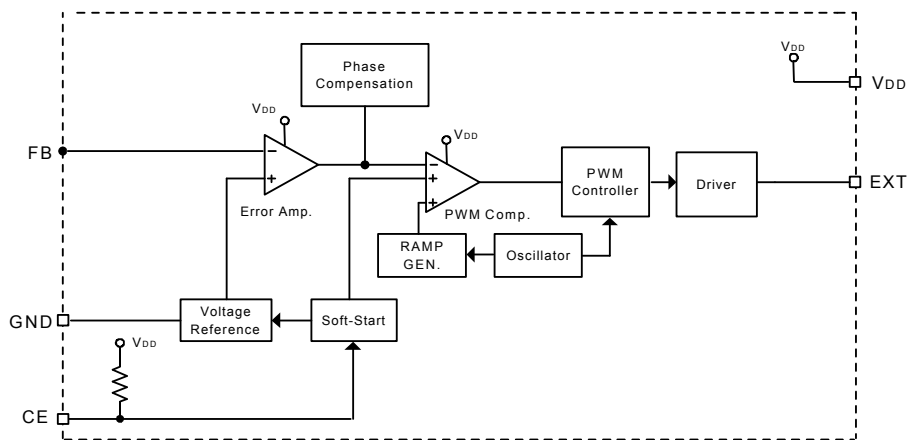 Phase
Compensation
VDD
VDD
VDD
VDD
FB
−
+
Error Amp.
−
+
+
PWM Comp.
PWM
Controller
Driver
EXT
RAMP
GEN.
Oscillator
GND
Voltage
Reference
Soft-Start
VDD
CE